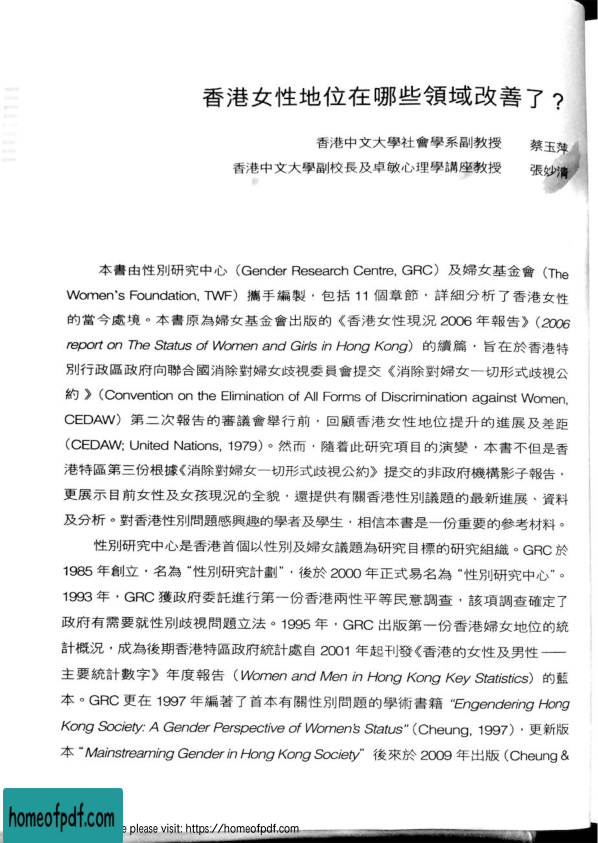 香港女性地位在哪些領域改善了？
香港中文大學社會學系副教授 蔡玉萍
香港中文大學副校長及卓敏心理學講座教授 張妙清
本書由性別研究中心（Gender Research Centre, GRC）及婦女基金會（The
Women's Foundation, TWF）攜手編製，包括 11 個章節，詳細分析了香港女性
的當今處境。本書原為婦女基金會出版的《香港女性現況 2006 年報告》（2006
report on The Status of Women and Girls in Hong Kong）的續篇，旨在於香港特
別行政區政府向聯合國消除對婦女歧視委員會提交《消除對婦女一切形式歧視公
約》（Convention on the Elimination of All Forms of Discrimination against Women,
CEDAW）第二次報告的審議會舉行前，回顧香港女性地位提升的進展及差距
（CEDAW; United Nations, 1979）。然而，隨着此研究項目的演變，本書不但是香
港特區第三份根據《消除對婦女一切形式歧視公約》提交的非政府機構影子報告，
更展示目前女性及女孩現況的全貌，還提供有關香港性別議題的最新進展、資料
及分析。對香港性別問題感興趣的學者及學生，相信本書是一份重要的參考材料。
性別研究中心是香港首個以性別及婦女議題為研究目標的研究組織。GRC 於
1985 年創立，名為“性別研究計劃”，後於 2000 年正式易名為“性別研究中心”。
1993 年，GRC 獲政府委託進行第一份香港兩性平等民意調查，該項調查確定了
政府有需要就性別歧視問題立法。1995 年，GRC 出版第一份香港婦女地位的統
計概況，成為後期香港特區政府統計處自 2001 年起刊發《香港的女性及男性——
主要統計數字》年度報告（Women and Men in Hong Kong Key Statistics）的藍
本。GRC 更在 1997 年編著了首本有關性別問題的學術書籍 “Engendering Hong
Kong Society: A Gender Perspective of Women's Status”（Cheung, 1997），更新版
本 “Mainstreaming Gender in Hong Kong Society” 後來於 2009 年出版（Cheung &
homeofpdf.com
e please visit: https://homeofpdf.com